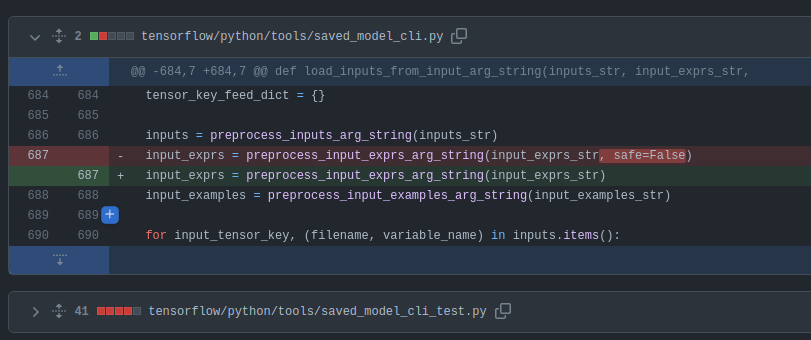 2 tensorflow/python/tools/saved_model_cli.py
@@ -684,7 +684,7 @@ def load_inputs_from_input_arg_string(inputs_str, input_exprs_str,
684 684 tensor_key_feed_dict = {}
685 685
686 686 inputs = preprocess_inputs_arg_string(inputs_str)
687 - input_exprs = preprocess_input_exprs_arg_string(input_exprs_str, safe=False)
687 + input_exprs = preprocess_input_exprs_arg_string(input_exprs_str)
688 688 input_examples = preprocess_input_examples_arg_string(input_examples_str)
689 689 +
690 690 for input_tensor_key, (filename, variable_name) in inputs.items():
41 tensorflow/python/tools/saved_model_cli_test.py